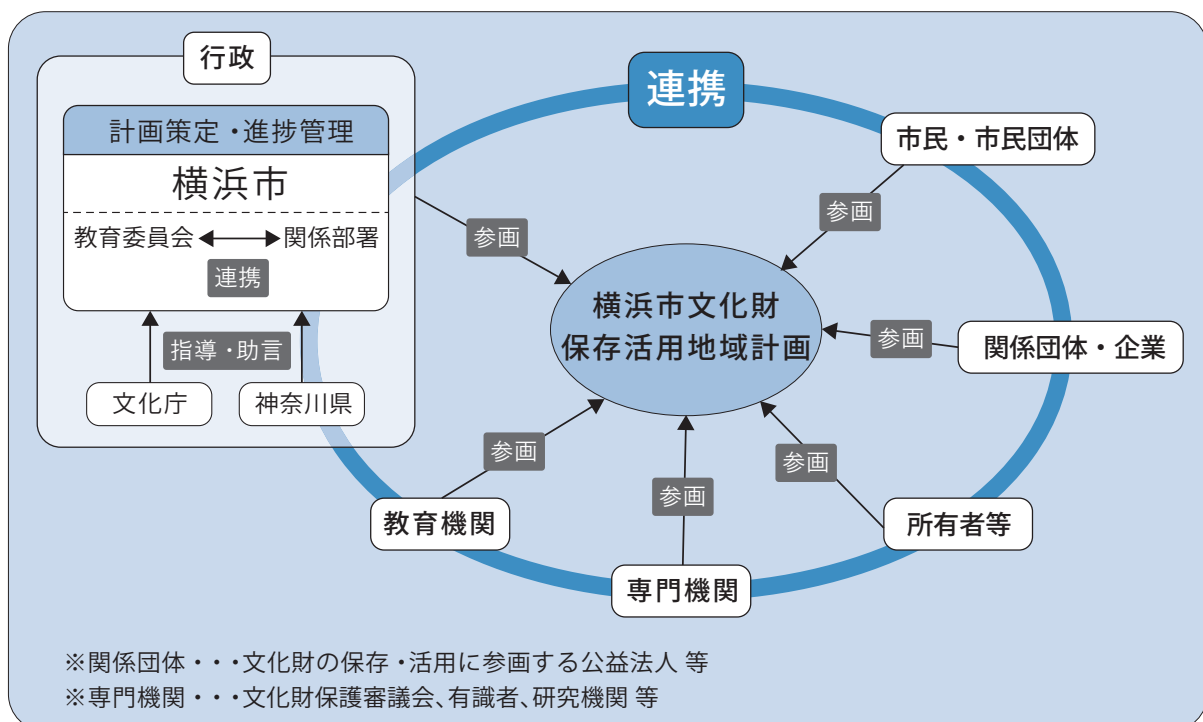 行政
計画策定・進捗管理
横浜市
教育委員会 関係部署
連携
指導・助言
文化庁 神奈川県
連携
市民・市民団体
参画
参画
横浜市文化財
保存活用地域計画
参画
関係団体・企業
参画
参画
参画
教育機関
専門機関
所有者等
※関係団体・・・文化財の保存・活用に参画する公益法人 等
※専門機関・・・文化財保護審議会、有識者、研究機関 等